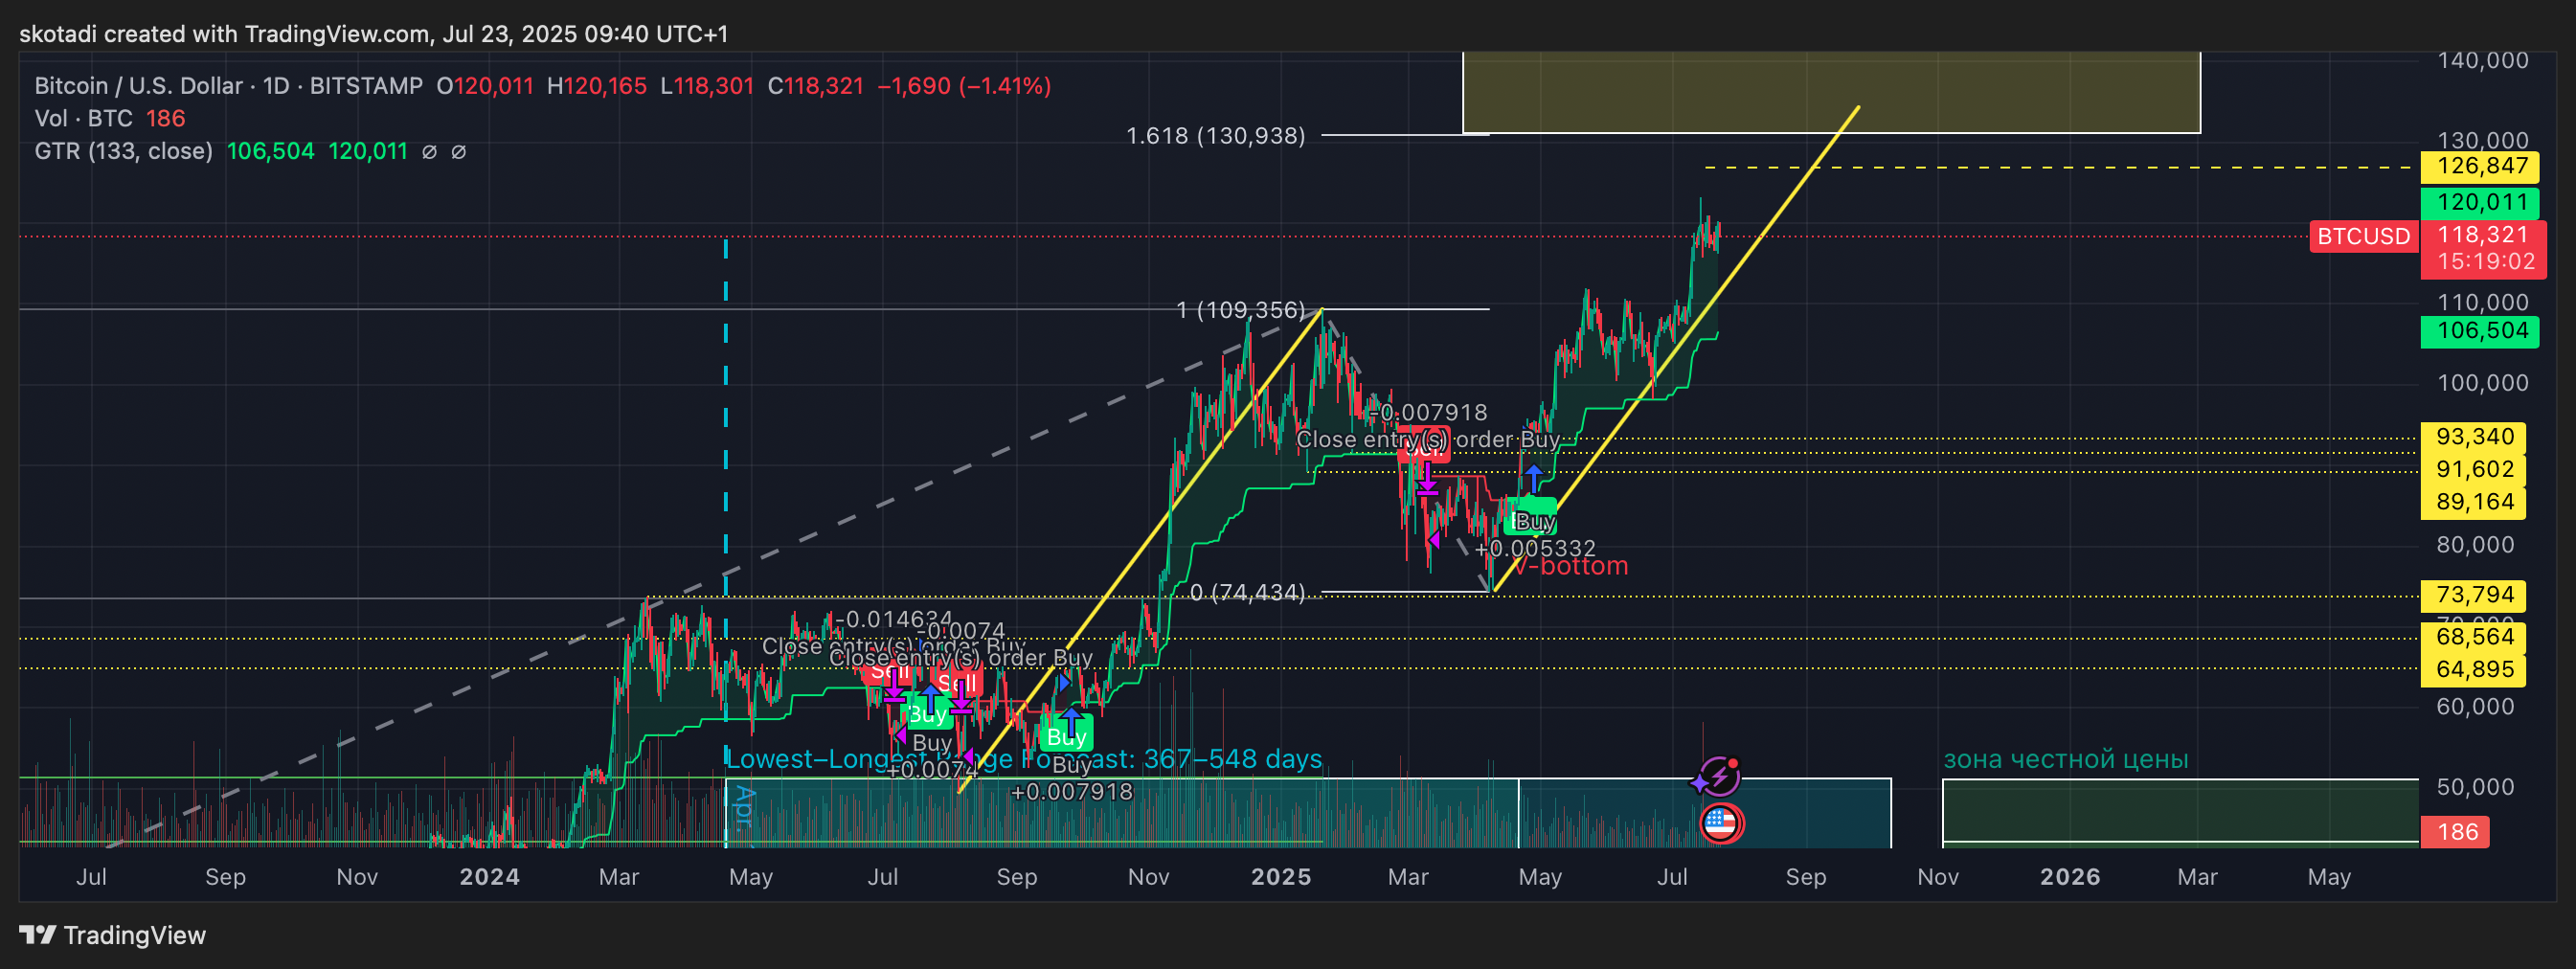 skotadi created with TradingView.com, Jul 23, 2025 09:40 UTC+1
Bitcoin / U.S. Dollar · 1D · BITSTAMP O120,011 H120,165 L118,301 C118,321 −1,690 (−1.41%)
Vol · BTC 186
GTR (133, close) 106,504 120,011 ∅ ∅
140,000
1.618 (130,938)
130,000
126,847
120,011
BTCUSD 118,321
15:19:02
1 (109,356)
110,000
106,504
100,000
-0.007918
Close entry(s) order Buy
93,340
Sell
91,602
89,164
Buy
+0.005332
80,000
V-bottom
0 (74,434)
73,794
-0.014634
-0.0074
68,564
Close entry(s) order Buy
Close entry(s) order Buy
64,895
Sell
Sell
60,000
Buy
Buy
Buy
Buy
+0.0074
+0.007918
Lowest–Longest Range Forecast: 367–548 days
зона честной цены
50,000
Apr.
186
Jul Sep Nov 2024 Mar May Jul Sep Nov 2025 Mar May Jul Sep Nov 2026 Mar May
TradingView